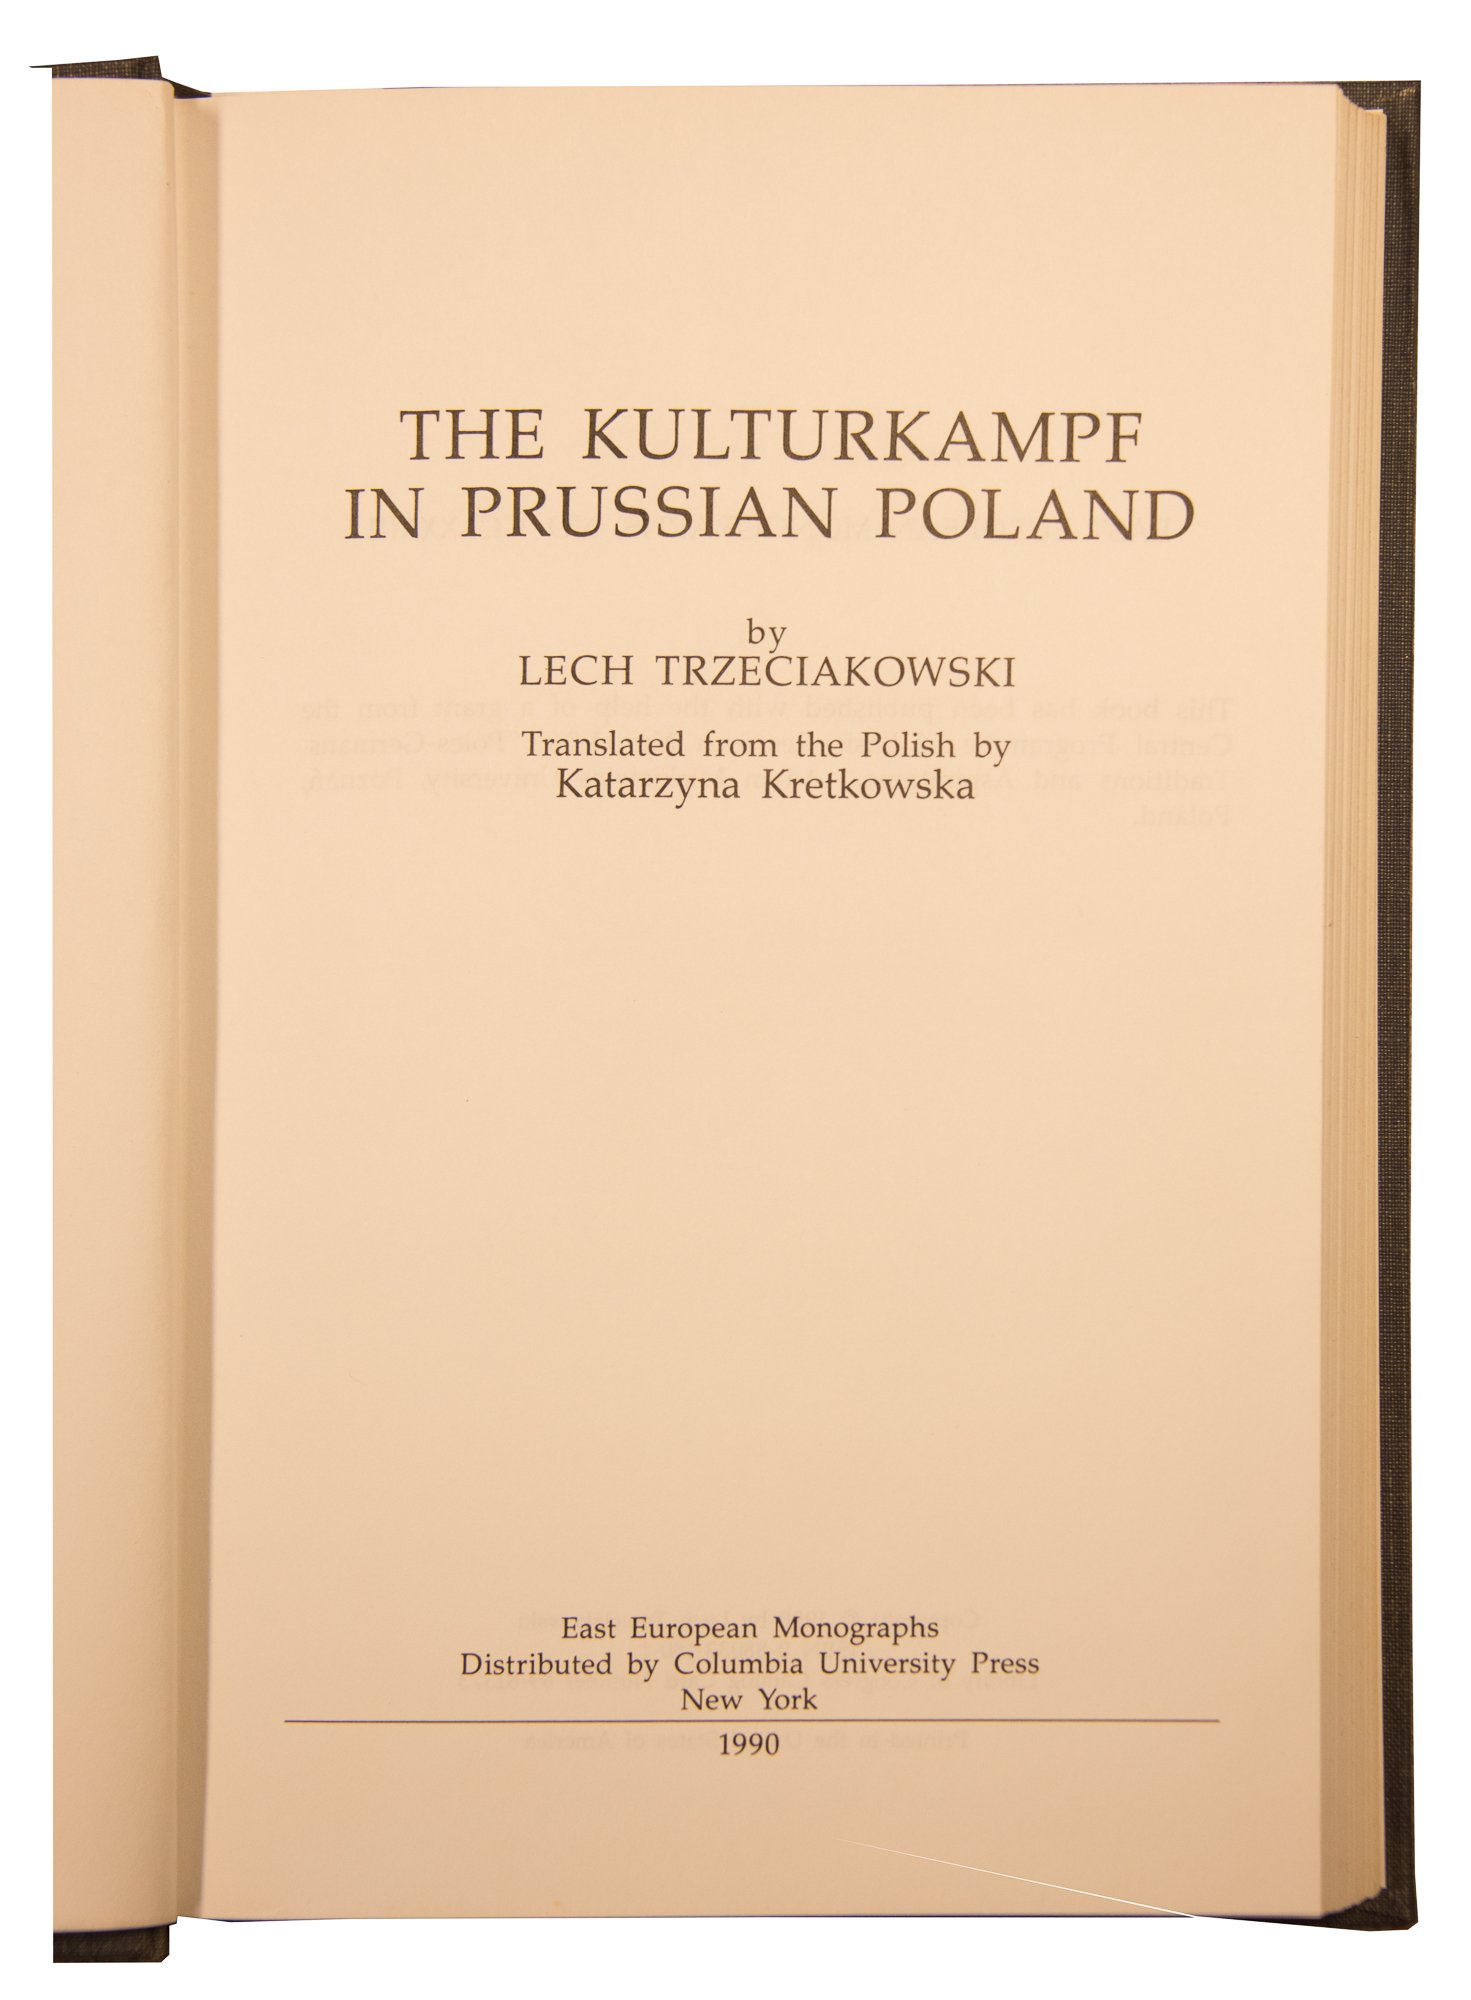 THE KULTURKAMPF
IN PRUSSIAN POLAND
by
LECH TRZECIAKOWSKI
Translated from the Polish by
Katarzyna Kretkowska
East European Monographs
Distributed by Columbia University Press
New York
1990